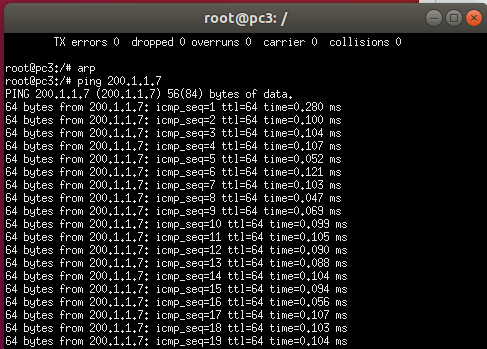 root@pc3: /
TX errors 0  dropped 0 overruns 0  carrier 0  collisions 0
root@pc3:/# arp
root@pc3:/# ping 200.1.1.7
PING 200.1.1.7 (200.1.1.7) 56(84) bytes of data.
64 bytes from 200.1.1.7: icmp_seq=1 ttl=64 time=0.280 ms
64 bytes from 200.1.1.7: icmp_seq=2 ttl=64 time=0.100 ms
64 bytes from 200.1.1.7: icmp_seq=3 ttl=64 time=0.104 ms
64 bytes from 200.1.1.7: icmp_seq=4 ttl=64 time=0.107 ms
64 bytes from 200.1.1.7: icmp_seq=5 ttl=64 time=0.052 ms
64 bytes from 200.1.1.7: icmp_seq=6 ttl=64 time=0.121 ms
64 bytes from 200.1.1.7: icmp_seq=7 ttl=64 time=0.103 ms
64 bytes from 200.1.1.7: icmp_seq=8 ttl=64 time=0.047 ms
64 bytes from 200.1.1.7: icmp_seq=9 ttl=64 time=0.069 ms
64 bytes from 200.1.1.7: icmp_seq=10 ttl=64 time=0.099 ms
64 bytes from 200.1.1.7: icmp_seq=11 ttl=64 time=0.105 ms
64 bytes from 200.1.1.7: icmp_seq=12 ttl=64 time=0.090 ms
64 bytes from 200.1.1.7: icmp_seq=13 ttl=64 time=0.088 ms
64 bytes from 200.1.1.7: icmp_seq=14 ttl=64 time=0.104 ms
64 bytes from 200.1.1.7: icmp_seq=15 ttl=64 time=0.094 ms
64 bytes from 200.1.1.7: icmp_seq=16 ttl=64 time=0.056 ms
64 bytes from 200.1.1.7: icmp_seq=17 ttl=64 time=0.107 ms
64 bytes from 200.1.1.7: icmp_seq=18 ttl=64 time=0.103 ms
64 bytes from 200.1.1.7: icmp_seq=19 ttl=64 time=0.104 ms